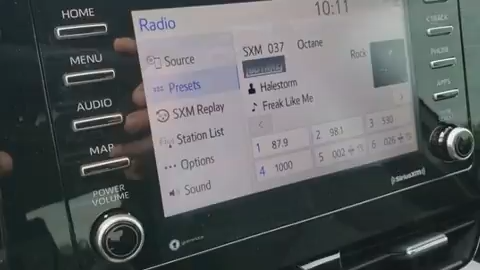 HOME
MENU
AUDIO
MAP
POWER
VOLUME
Radio
10:11
Source
Presets
SXM Replay
Station List
Options
Sound
SXM 037 Octane
Rock
Halestorm
Freak Like Me
1 87.9
2 98.1
3 530
4 1000
5 002
6 026
APPS
((SiriusXM))